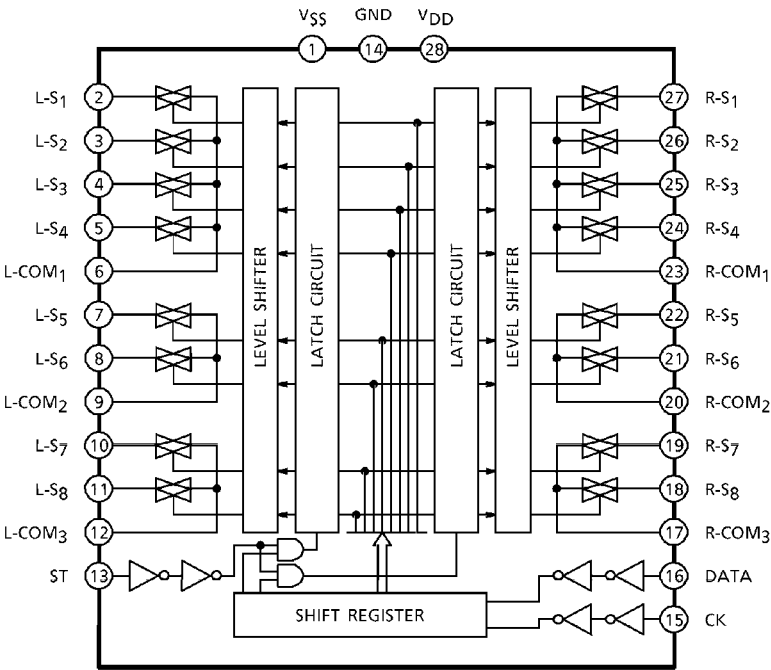 VSS GND VDD
1 14 28
L-S1 2 27 R-S1
L-S2 3 26 R-S2
L-S3 4 25 R-S3
L-S4 5 24 R-S4
L-COM1 6 23 R-COM1
L-S5 7 22 R-S5
L-S6 8 21 R-S6
L-COM2 9 20 R-COM2
L-S7 10 19 R-S7
L-S8 11 18 R-S8
L-COM3 12 17 R-COM3
LEVEL SHIFTER
LATCH CIRCUIT
LATCH CIRCUIT
LEVEL SHIFTER
ST 13 16 DATA
SHIFT REGISTER 15 CK